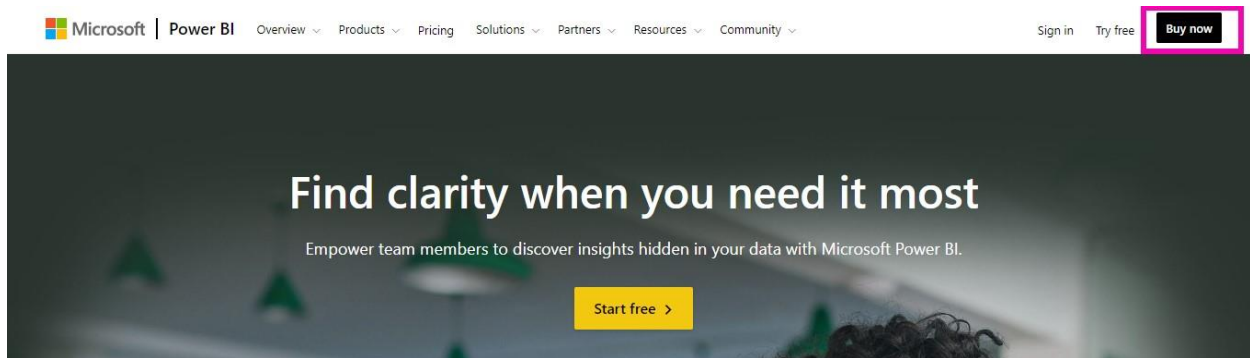 Microsoft | Power BI Overview Products Pricing Solutions Partners Resources Community Sign in Try free Buy now
Find clarity when you need it most
Empower team members to discover insights hidden in your data with Microsoft Power BI.
Start free >